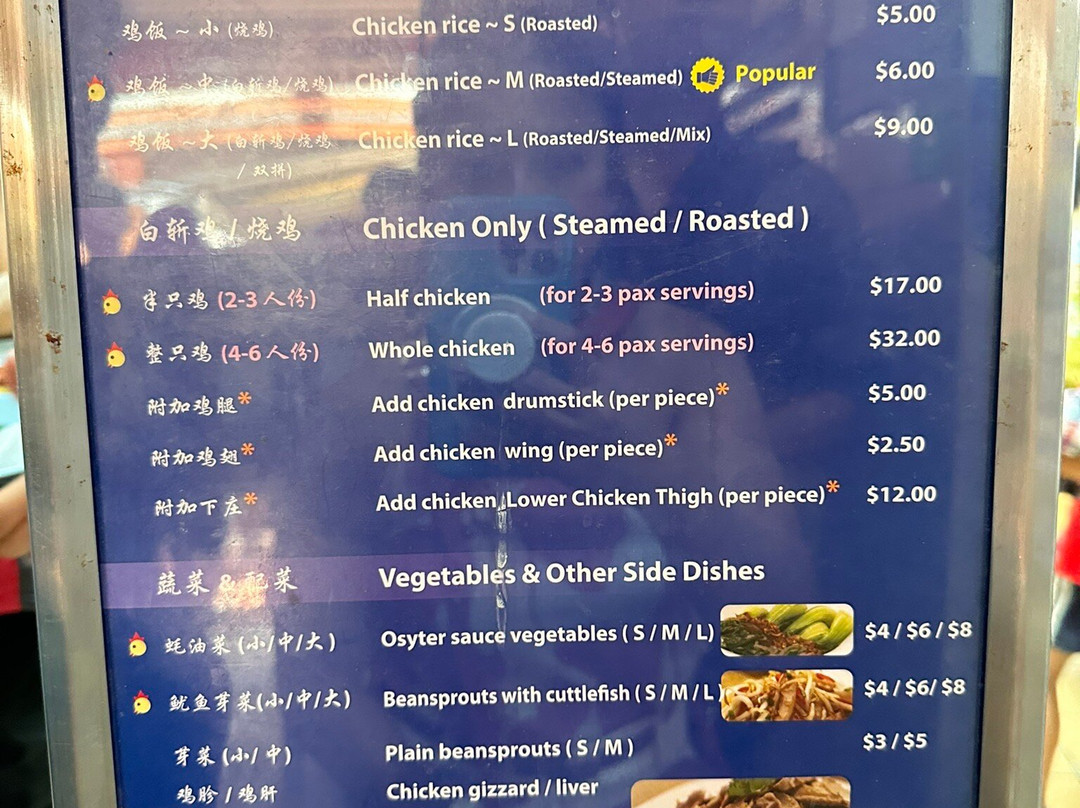 鸡饭 ~ 小 (烧鸡) Chicken rice ~ S (Roasted) $5.00
鸡饭 ~ 中 (白斩鸡/烧鸡) Chicken rice ~ M (Roasted/Steamed) Popular $6.00
鸡饭 ~ 大 (白斩鸡/烧鸡 Chicken rice ~ L (Roasted/Steamed/Mix) $9.00
/ 双拼)
白斩鸡 / 烧鸡 Chicken Only ( Steamed / Roasted )
半只鸡 (2-3 人份) Half chicken (for 2-3 pax servings) $17.00
整只鸡 (4-6 人份) Whole chicken (for 4-6 pax servings) $32.00
附加鸡腿* Add chicken drumstick (per piece)* $5.00
附加鸡翅* Add chicken wing (per piece)* $2.50
附加下庄* Add chicken, Lower Chicken Thigh (per piece)* $12.00
蔬菜 & 配菜 Vegetables & Other Side Dishes
蚝油菜 (小/中/大) Osyter sauce vegetables ( S / M / L) $4 / $6 / $8
鱿鱼芽菜(小/中/大) Beansprouts with cuttlefish ( S / M / L ) $4 / $6/ $8
芽菜 (小/ 中) Plain beansprouts ( S / M ) $3 / $5
鸡胗 / 鸡肝 Chicken gizzard / liver